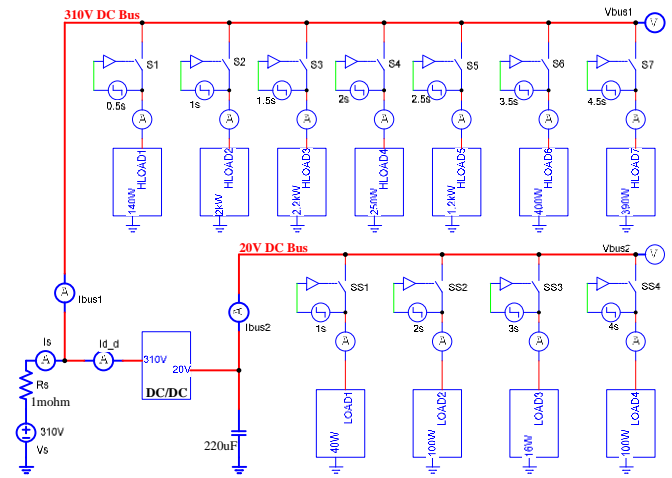 310V DC Bus
Vbus1
V
S1 S2 S3 S4 S5 S6 S7
0.5s 1s 1.5s 2s 2.5s 3.5s 4.5s
A A A A A A A
HLOAD1 HLOAD2 HLOAD3 HLOAD4 HLOAD5 HLOAD6 HLOAD7
140W 2kW 2.2kW 250W 1.2kW 400W 390W
20V DC Bus
Vbus2
V
SS1 SS2 SS3 SS4
A
Ibus1
A
Ibus2
1s 2s 3s 4s
A A A A
Is
A
Id_d
A
310V
20V
DC/DC
Rs
1mohm
310V
Vs
220uF
LOAD1 LOAD2 LOAD3 LOAD4
40W 100W 16W 100W